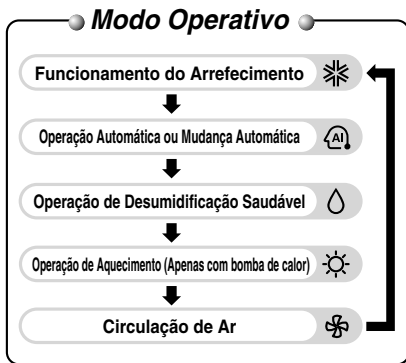 Modo Operativo
Funcionamento do Arrefecimento
Operação Automática ou Mudança Automática
AI
Operação de Desumidificação Saudável
Operação de Aquecimento (Apenas com bomba de calor)
Circulação de Ar